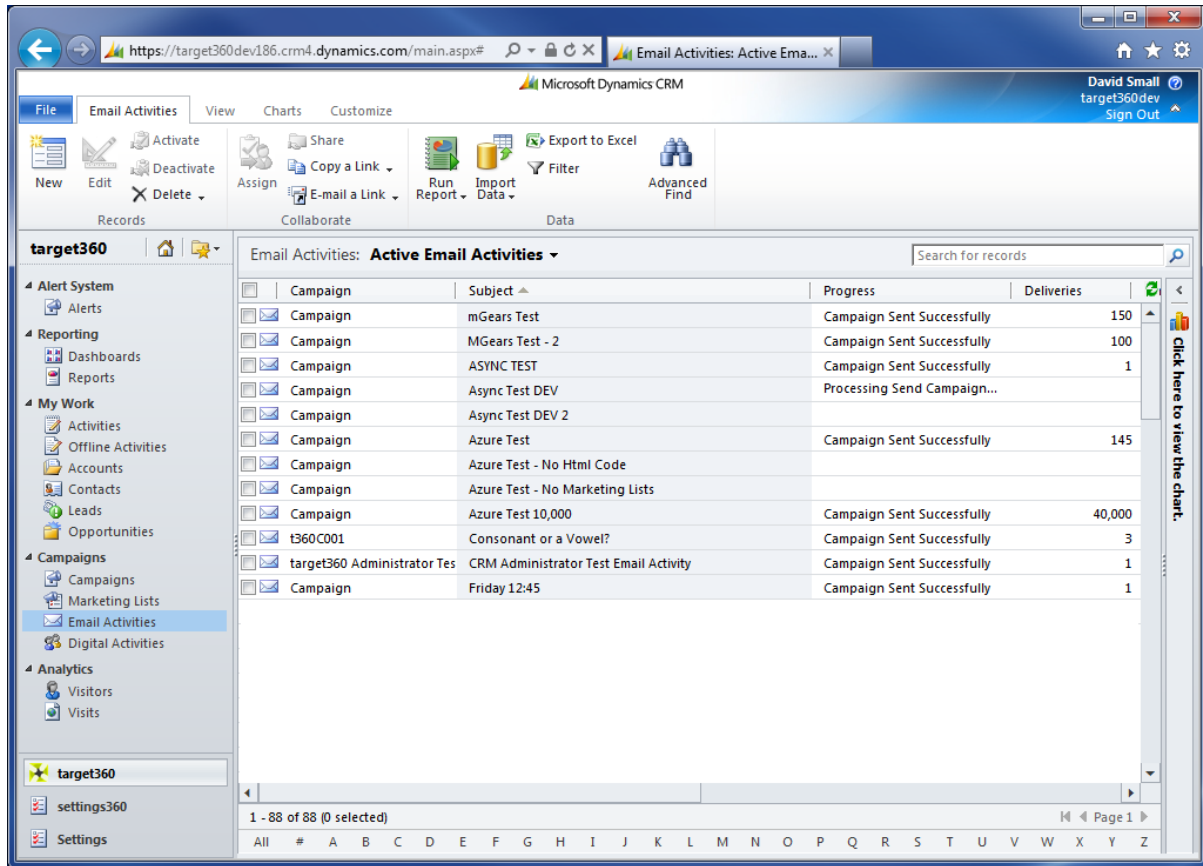 https://target360dev186.crm4.dynamics.com/main.aspx#
Email Activities: Active Ema...
Microsoft Dynamics CRM
David Small
target360dev
Sign Out
File Email Activities View Charts Customize
New
Edit
Activate
Deactivate
Delete
Records
Assign
Share
Copy a Link
E-mail a Link
Collaborate
Run Report
Import Data
Export to Excel
Filter
Advanced Find
Data
target360
Alert System
Alerts
Reporting
Dashboards
Reports
My Work
Activities
Offline Activities
Accounts
Contacts
Leads
Opportunities
Campaigns
Campaigns
Marketing Lists
Email Activities
Digital Activities
Analytics
Visitors
Visits
target360
settings360
Settings
Email Activities: Active Email Activities
Search for records
Campaign Subject Progress Deliveries
Campaign mGears Test Campaign Sent Successfully 150
Campaign MGears Test - 2 Campaign Sent Successfully 100
Campaign ASYNC TEST Campaign Sent Successfully 1
Campaign Async Test DEV Processing Send Campaign...
Campaign Async Test DEV 2
Campaign Azure Test Campaign Sent Successfully 145
Campaign Azure Test - No Html Code
Campaign Azure Test - No Marketing Lists
Campaign Azure Test 10,000 Campaign Sent Successfully 40,000
t360C001 Consonant or a Vowel? Campaign Sent Successfully 3
target360 Administrator Tes CRM Administrator Test Email Activity Campaign Sent Successfully 1
Campaign Friday 12:45 Campaign Sent Successfully 1
Click here to view the chart.
1 - 88 of 88 (0 selected)
Page 1
All # A B C D E F G H I J K L M N O P Q R S T U V W X Y Z